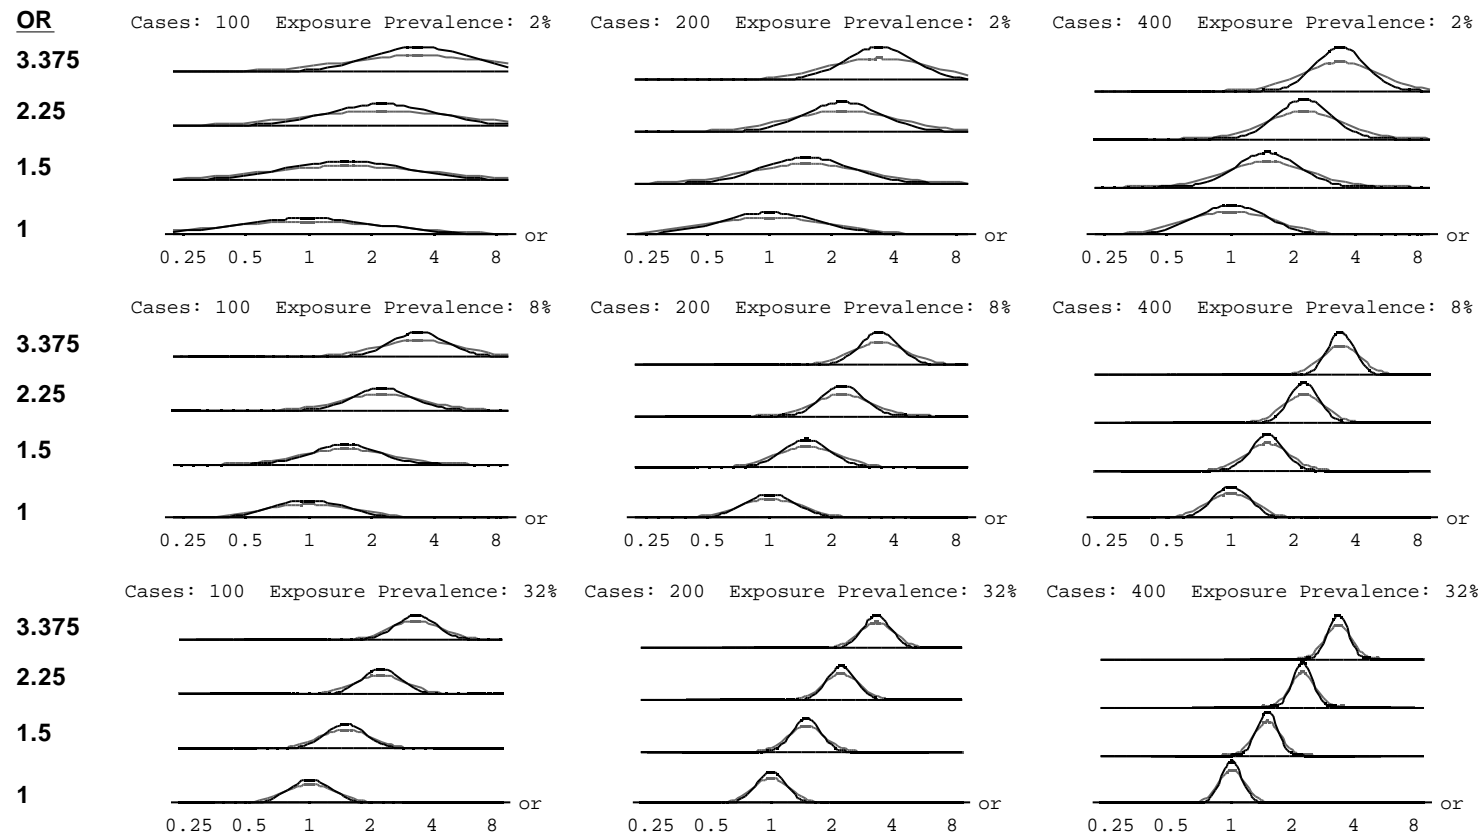 OR
Cases: 100 Exposure Prevalence: 2% Cases: 200 Exposure Prevalence: 2% Cases: 400 Exposure Prevalence: 2%
3.375
2.25
1.5
1
or or or
0.25 0.5 1 2 4 8 0.25 0.5 1 2 4 8 0.25 0.5 1 2 4 8
Cases: 100 Exposure Prevalence: 8% Cases: 200 Exposure Prevalence: 8% Cases: 400 Exposure Prevalence: 8%
3.375
2.25
1.5
1
or or or
0.25 0.5 1 2 4 8 0.25 0.5 1 2 4 8 0.25 0.5 1 2 4 8
Cases: 100 Exposure Prevalence: 32% Cases: 200 Exposure Prevalence: 32% Cases: 400 Exposure Prevalence: 32%
3.375
2.25
1.5
1
or or or
0.25 0.5 1 2 4 8 0.25 0.5 1 2 4 8 0.25 0.5 1 2 4 8